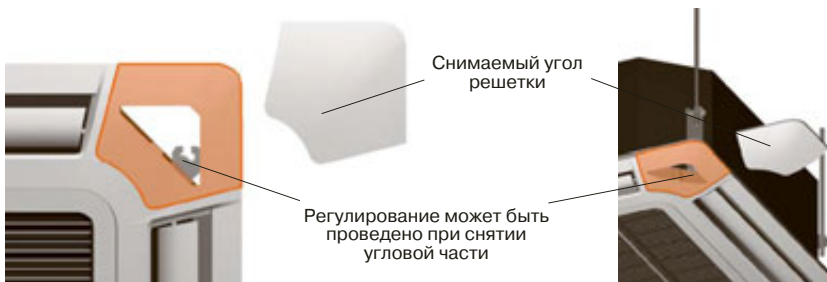 Снимаемый угол
решетки
Регулирование может быть
проведено при снятии
угловой части